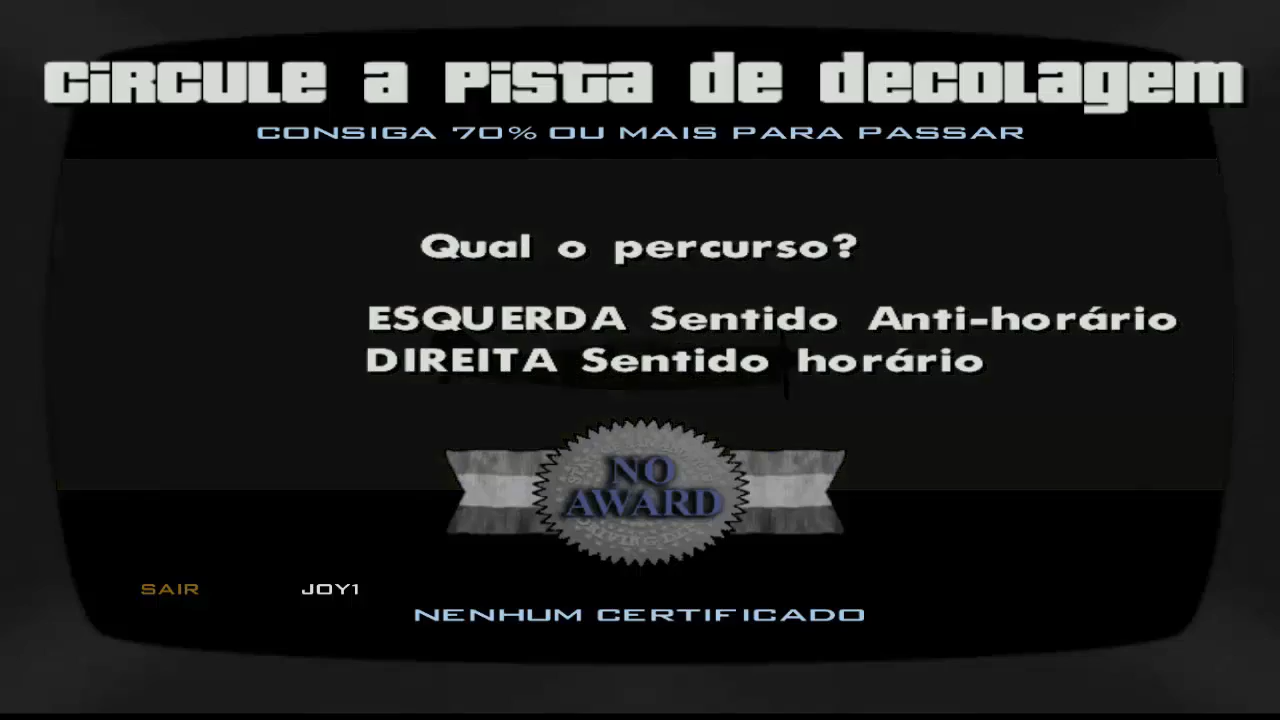 CIRCULE A PISTA DE DECOLAGEM
CONSIGA 70% OU MAIS PARA PASSAR
Qual o percurso?
ESQUERDA Sentido Anti-horário
DIREITA Sentido horário
NO
AWARD
SAIR JOY1
NENHUM CERTIFICADO